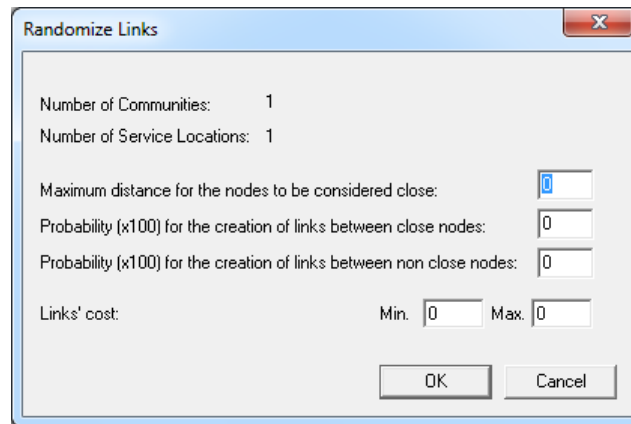 Randomize Links
Number of Communities: 1
Number of Service Locations: 1
Maximum distance for the nodes to be considered close: 0
Probability (x100) for the creation of links between close nodes: 0
Probability (x100) for the creation of links between non close nodes: 0
Links' cost: Min. 0 Max. 0
OK Cancel